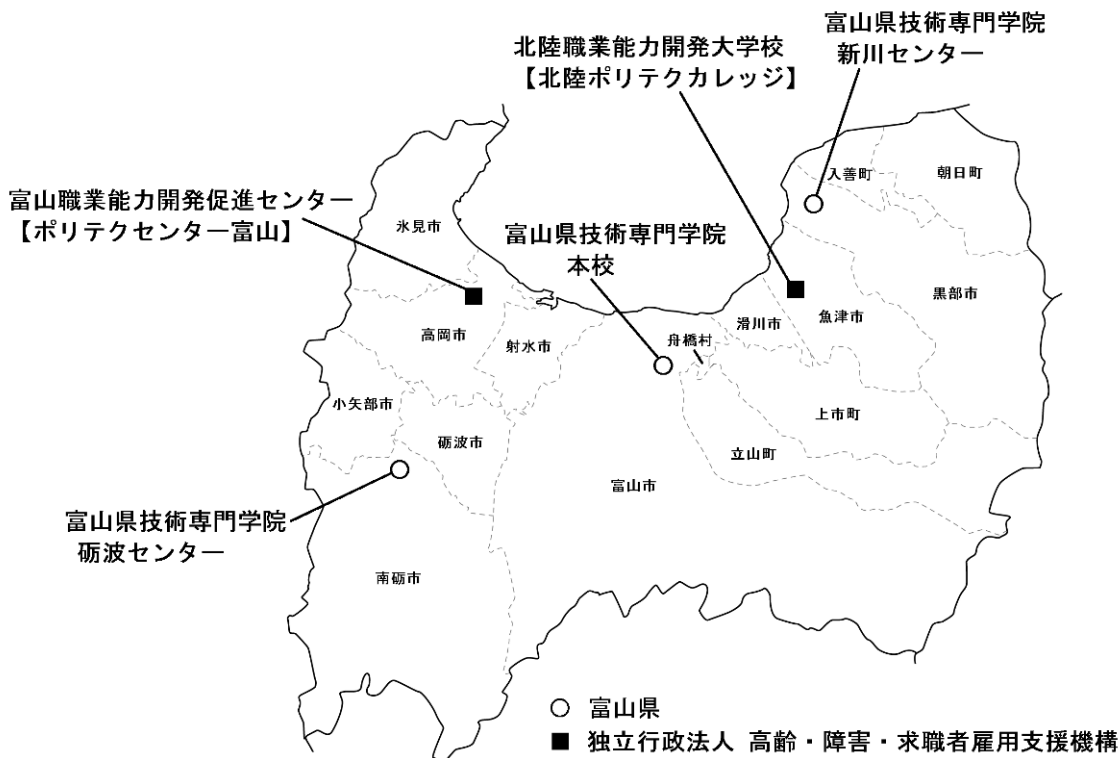 富山県技術専門学院
新川センター
北陸職業能力開発大学校
【北陸ポリテクカレッジ】
富山職業能力開発促進センター
【ポリテクセンター富山】
富山県技術専門学院
本校
入善町
朝日町
氷見市
黒部市
高岡市
射水市
舟橋村
滑川市
魚津市
小矢部市
砺波市
上市町
立山町
富山市
富山県技術専門学院
砺波センター
南砺市
富山県
独立行政法人 高齢・障害・求職者雇用支援機構